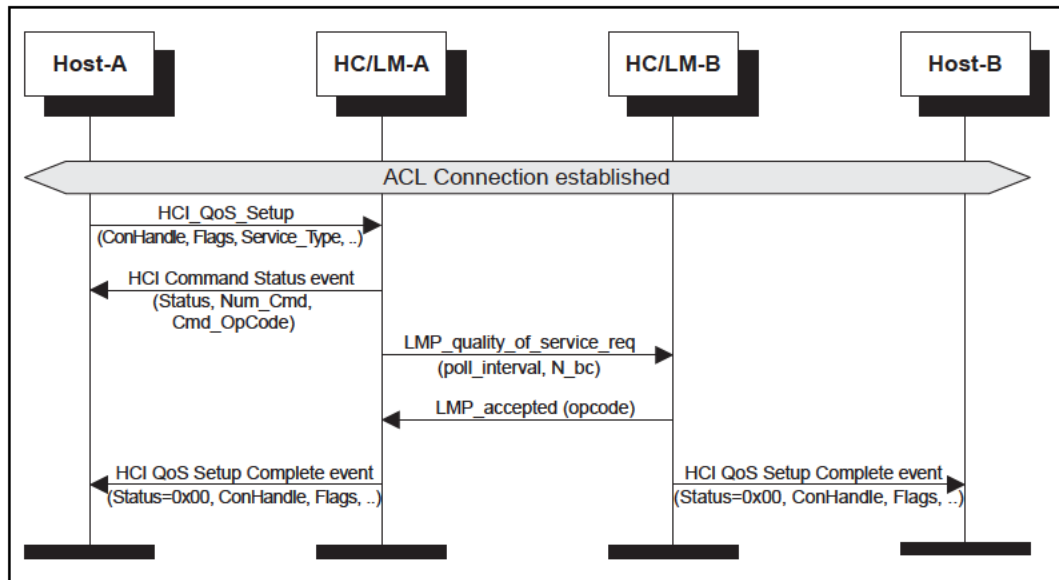 Host-A
HC/LM-A
HC/LM-B
Host-B
ACL Connection established
HCI_QoS_Setup
(ConHandle, Flags, Service_Type, ..)
HCI Command Status event
(Status, Num_Cmd,
Cmd_OpCode)
LMP_quality_of_service_req
(poll_interval, N_bc)
LMP_accepted (opcode)
HCI QoS Setup Complete event
(Status=0x00, ConHandle, Flags, ..)
HCI QoS Setup Complete event
(Status=0x00, ConHandle, Flags, ..)